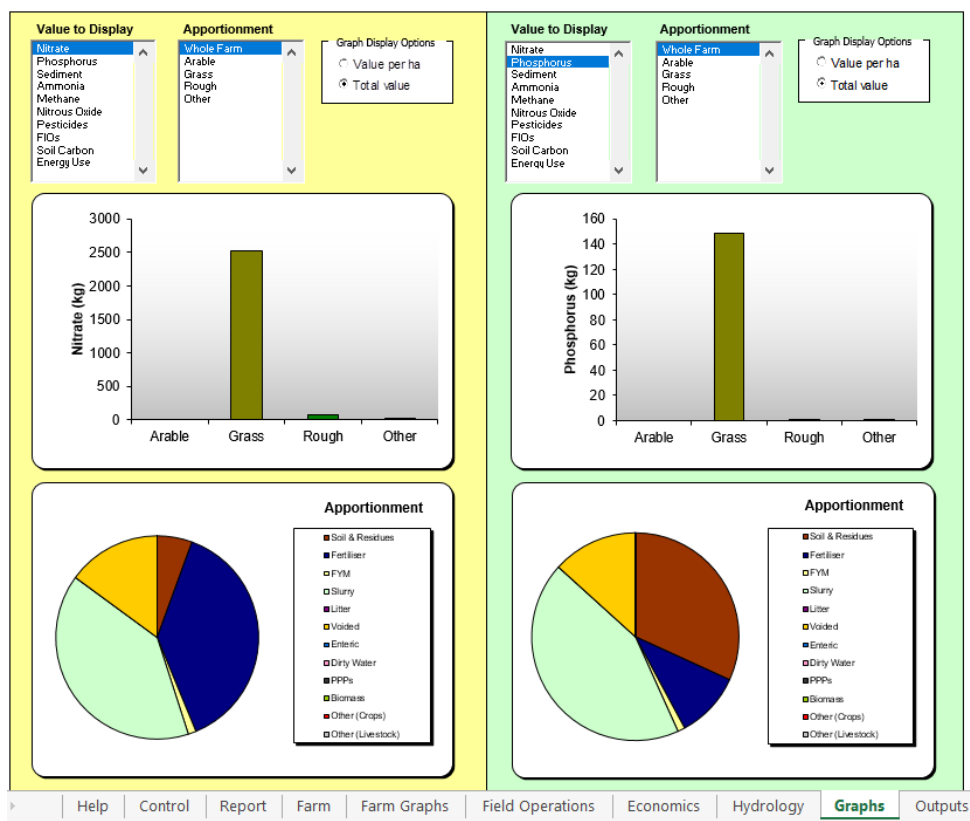 Value to Display
Nitrate
Phosphorus
Sediment
Ammonia
Methane
Nitrous Oxide
Pesticides
FIOs
Soil Carbon
Energy Use
Apportionment
Whole Farm
Arable
Grass
Rough
Other
Graph Display Options
Value per ha
Total value
Value to Display
Nitrate
Phosphorus
Sediment
Ammonia
Methane
Nitrous Oxide
Pesticides
FIOs
Soil Carbon
Energy Use
Apportionment
Whole Farm
Arable
Grass
Rough
Other
Graph Display Options
Value per ha
Total value
Nitrate (kg)
3000
2500
2000
1500
1000
500
0
Arable Grass Rough Other
Phosphorus (kg)
160
140
120
100
80
60
40
20
0
Arable Grass Rough Other
Apportionment
Soil & Residues
Fertiliser
FYM
Slurry
Litter
Voided
Enteric
Dirty Water
PPPs
Biomass
Other (Crops)
Other (Livestock)
Apportionment
Soil & Residues
Fertiliser
FYM
Slurry
Litter
Voided
Enteric
Dirty Water
PPPs
Biomass
Other (Crops)
Other (Livestock)
Help Control Report Farm Farm Graphs Field Operations Economics Hydrology Graphs Outputs